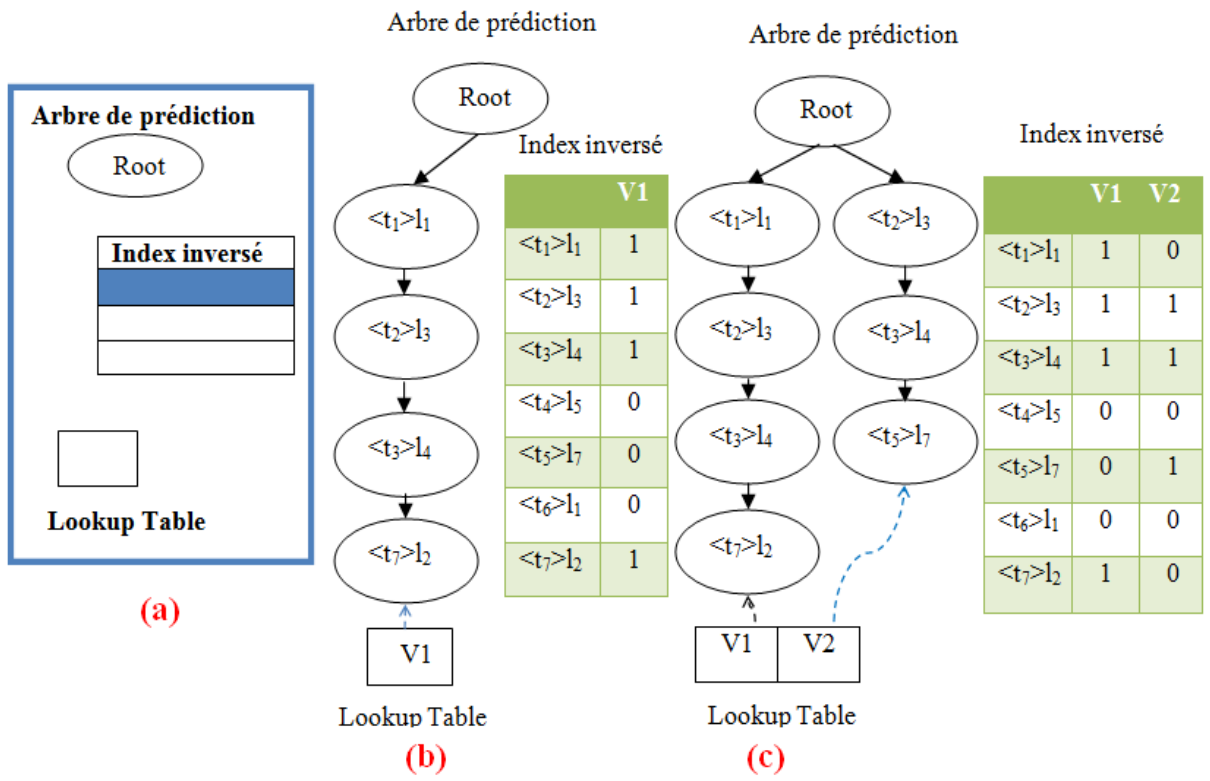 Arbre de prédiction
Root
Index inversé
Lookup Table
(a)
Arbre de prédiction
Root
<t₁>l₁
<t₂>l₃
<t₃>l₄
<t₇>l₂
V1
Lookup Table
(b)
Index inversé
V1
<t₁>l₁ 1
<t₂>l₃ 1
<t₃>l₄ 1
<t₄>l₅ 0
<t₅>l₇ 0
<t₆>l₁ 0
<t₇>l₂ 1
Arbre de prédiction
Root
<t₁>l₁ <t₂>l₃
<t₂>l₃ <t₃>l₄
<t₃>l₄ <t₅>l₇
<t₇>l₂
V1 V2
Lookup Table
(c)
Index inversé
V1 V2
<t₁>l₁ 1 0
<t₂>l₃ 1 1
<t₃>l₄ 1 1
<t₄>l₅ 0 0
<t₅>l₇ 0 1
<t₆>l₁ 0 0
<t₇>l₂ 1 0